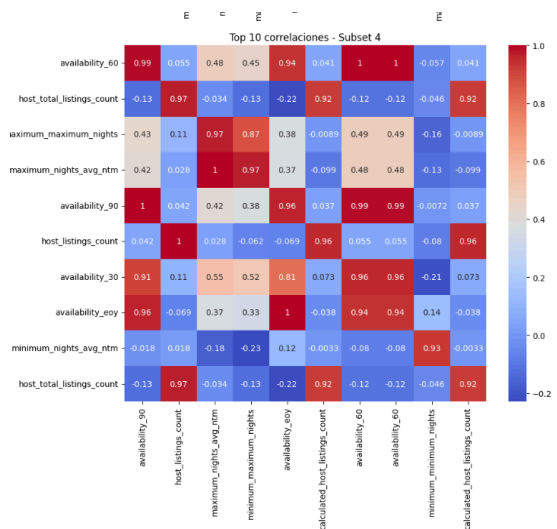 Top 10 correlaciones - Subset 4
availability_60 0.99 0.055 0.48 0.45 0.94 0.041 1 1 -0.057 0.041
host_total_listings_count -0.13 0.97 -0.034 -0.13 -0.22 0.92 -0.12 -0.12 -0.046 0.92
naximum_maximum_nights 0.43 0.11 0.97 0.87 0.38 -0.0089 0.49 0.49 -0.16 -0.0089
maximum_nights_avg_ntm 0.42 0.028 1 0.97 0.37 -0.099 0.48 0.48 -0.13 -0.099
availability_90 1 0.042 0.42 0.38 0.96 0.037 0.99 0.99 -0.0072 0.037
host_listings_count 0.042 1 0.028 -0.062 -0.069 0.96 0.055 0.055 -0.08 0.96
availability_30 0.91 0.11 0.55 0.52 0.81 0.073 0.96 0.96 -0.21 0.073
availability_eoy 0.96 -0.069 0.37 0.33 1 -0.038 0.94 0.94 0.14 -0.038
minimum_nights_avg_ntm -0.018 0.018 -0.18 -0.23 0.12 -0.0033 -0.08 -0.08 0.93 -0.0033
host_total_listings_count -0.13 0.97 -0.034 -0.13 -0.22 0.92 -0.12 -0.12 -0.046 0.92
availability_90
host_listings_count
maximum_nights_avg_ntm
minimum_maximum_nights
availability_eoy
calculated_host_listings_count
availability_60
availability_60
minimum_minimum_nights
calculated_host_listings_count
1.0
0.8
0.6
0.4
0.2
0.0
−0.2